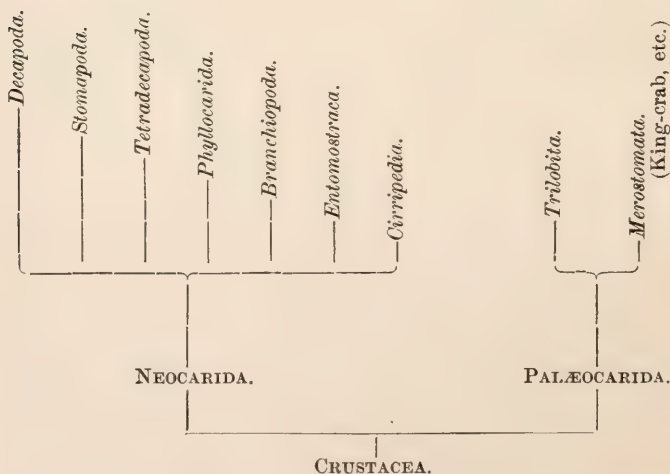 Decapoda.
Stomapoda.
Tetradecapoda.
Phyllocarida.
Branchiopoda.
Entomostraca.
Cirripedia.
Trilobita.
Merostomata.
(King-crab, etc.)
NEOCARIDA.
PALÆOCARIDA.
CRUSTACEA.